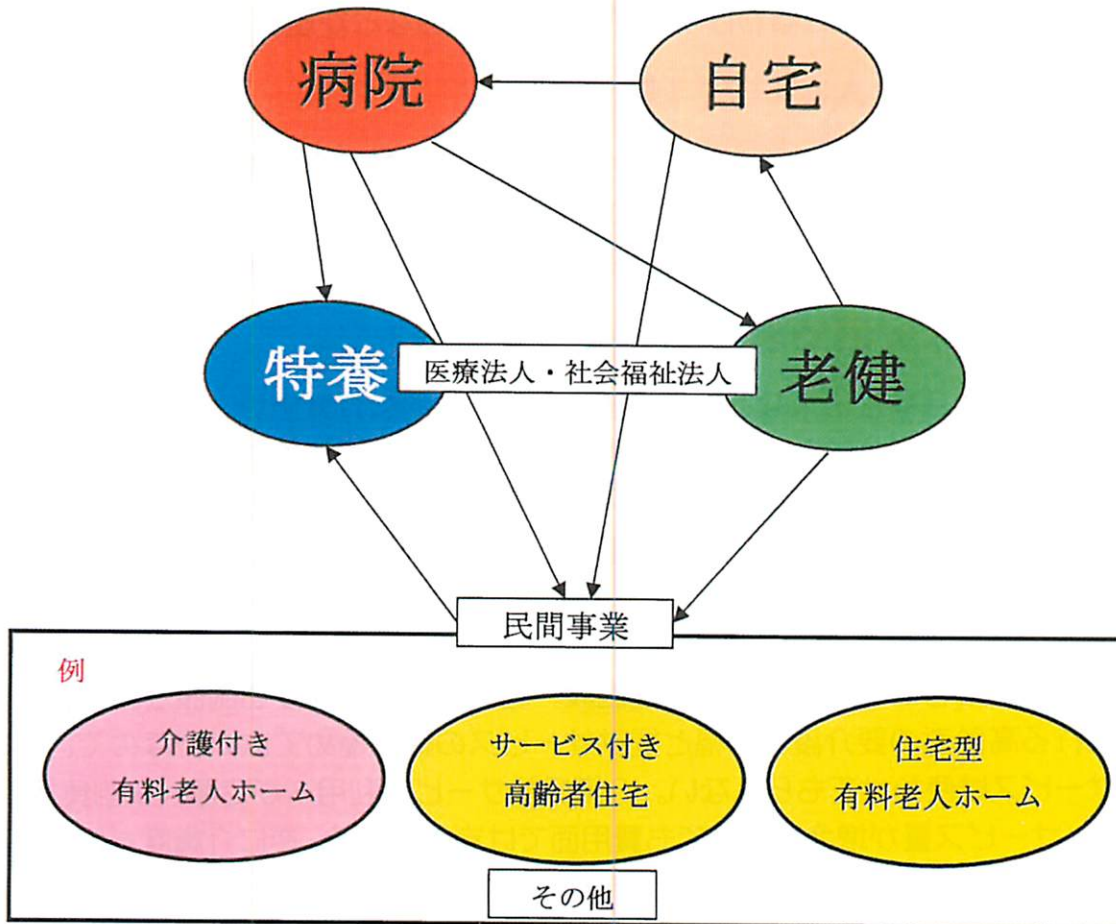 病院
自宅
特養
医療法人・社会福祉法人
老健
民間事業
例
介護付き
有料老人ホーム
サービス付き
高齢者住宅
住宅型
有料老人ホーム
その他